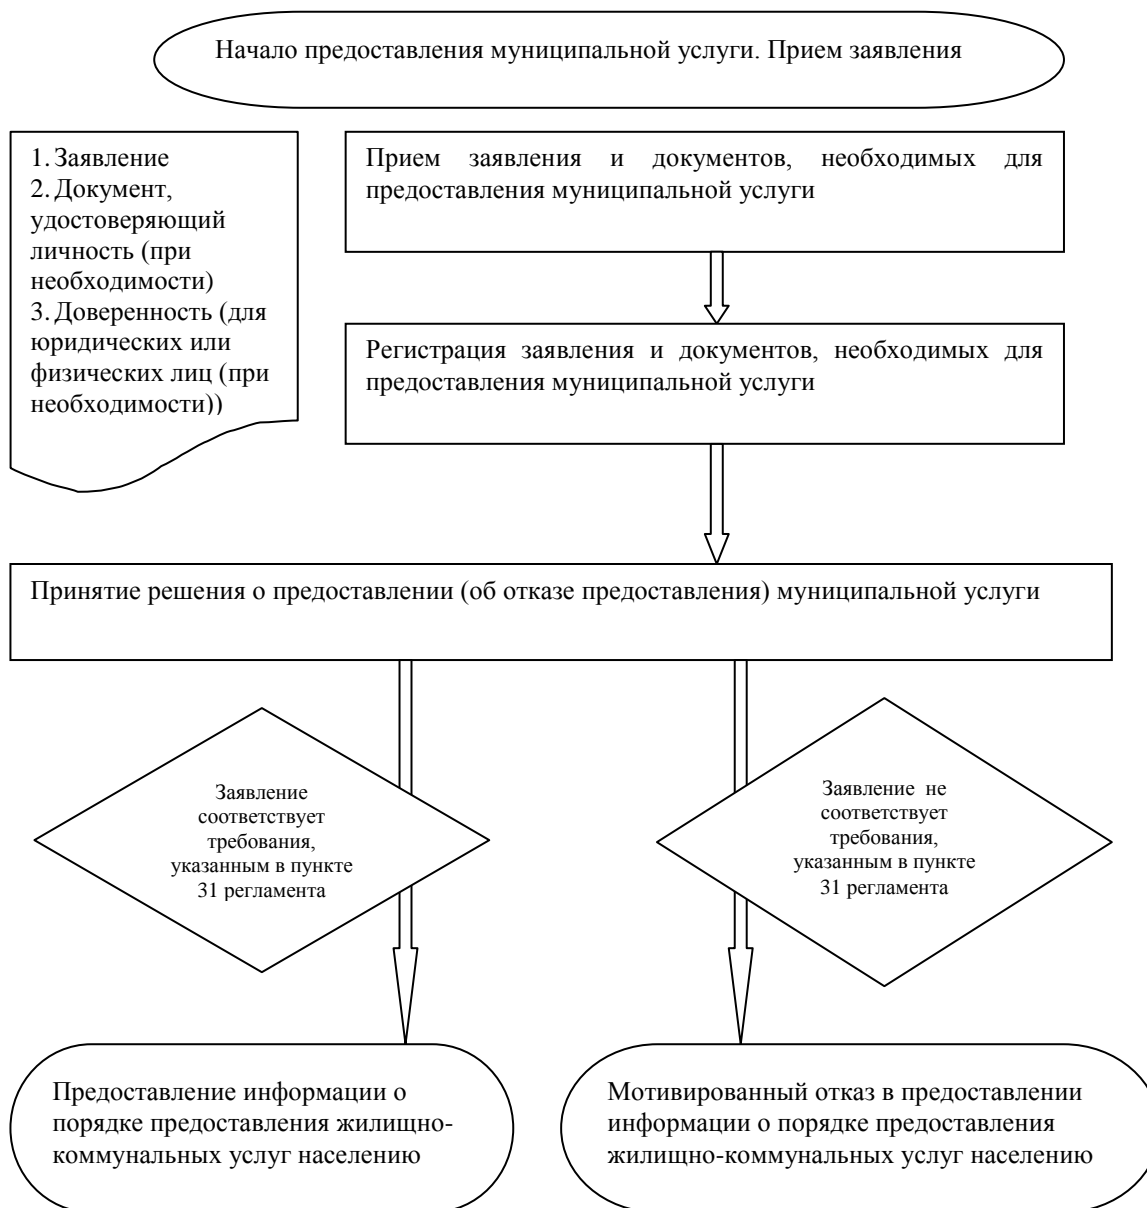 Начало предоставления муниципальной услуги. Прием заявления
1. Заявление
2. Документ,
удостоверяющий
личность (при
необходимости)
3. Доверенность (для
юридических или
физических лиц (при
необходимости))
Прием заявления и документов, необходимых для
предоставления муниципальной услуги
Регистрация заявления и документов, необходимых для
предоставления муниципальной услуги
Принятие решения о предоставлении (об отказе предоставления) муниципальной услуги
Заявление
соответствует
требования,
указанным в пункте
31 регламента
Заявление не
соответствует
требования,
указанным в пункте
31 регламента
Предоставление информации о
порядке предоставления жилищно-
коммунальных услуг населению
Мотивированный отказ в предоставлении
информации о порядке предоставления
жилищно-коммунальных услуг населению